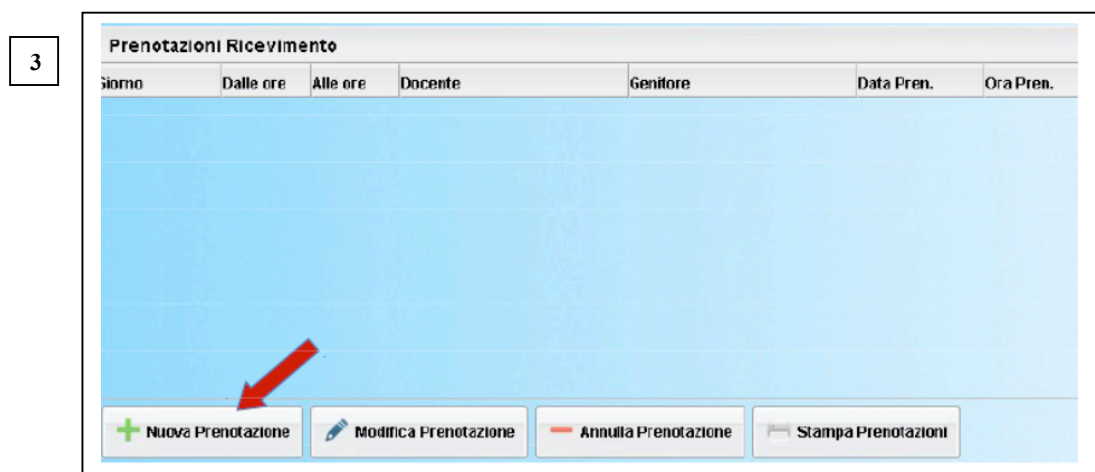 3
Prenotazioni Ricevimento
Giorno Dalle ore Alle ore Docente Genitore Data Pren. Ora Pren.
Nuova Prenotazione Modifica Prenotazione Annulla Prenotazione Stampa Prenotazioni